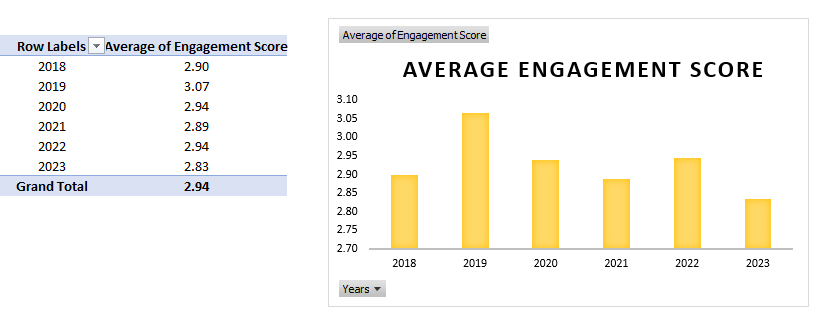 Row Labels Average of Engagement Score
2018 2.90
2019 3.07
2020 2.94
2021 2.89
2022 2.94
2023 2.83
Grand Total 2.94
Average of Engagement Score
AVERAGE ENGAGEMENT SCORE
3.10
3.05
3.00
2.95
2.90
2.85
2.80
2.75
2.70
2018 2019 2020 2021 2022 2023
Years